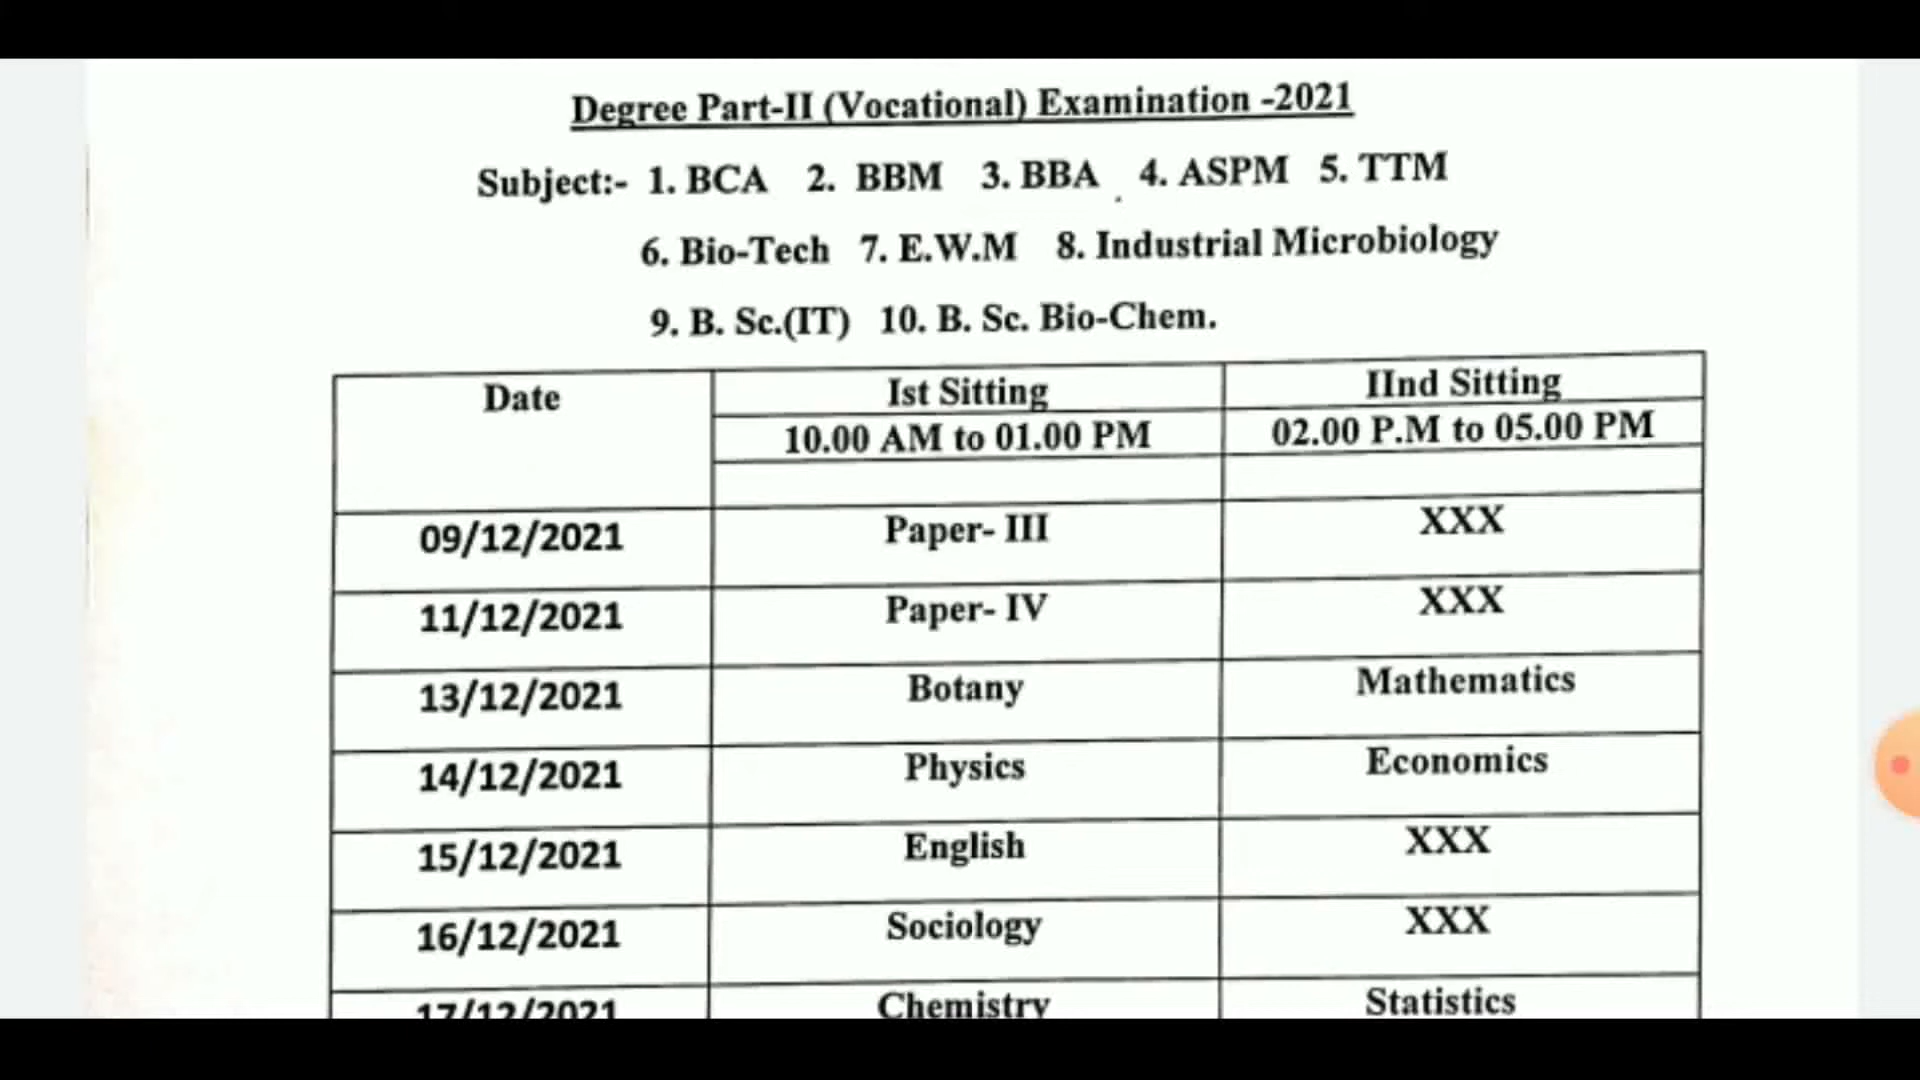 Degree Part-II (Vocational) Examination -2021
Subject:- 1. BCA 2. BBM 3. BBA 4. ASPM 5. TTM
6. Bio-Tech 7. E.W.M 8. Industrial Microbiology
9. B. Sc.(IT) 10. B. Sc. Bio-Chem.
Date Ist Sitting IInd Sitting
10.00 AM to 01.00 PM 02.00 P.M to 05.00 PM
09/12/2021 Paper- III XXX
11/12/2021 Paper- IV XXX
13/12/2021 Botany Mathematics
14/12/2021 Physics Economics
15/12/2021 English XXX
16/12/2021 Sociology XXX
17/12/2021 Chemistry Statistics